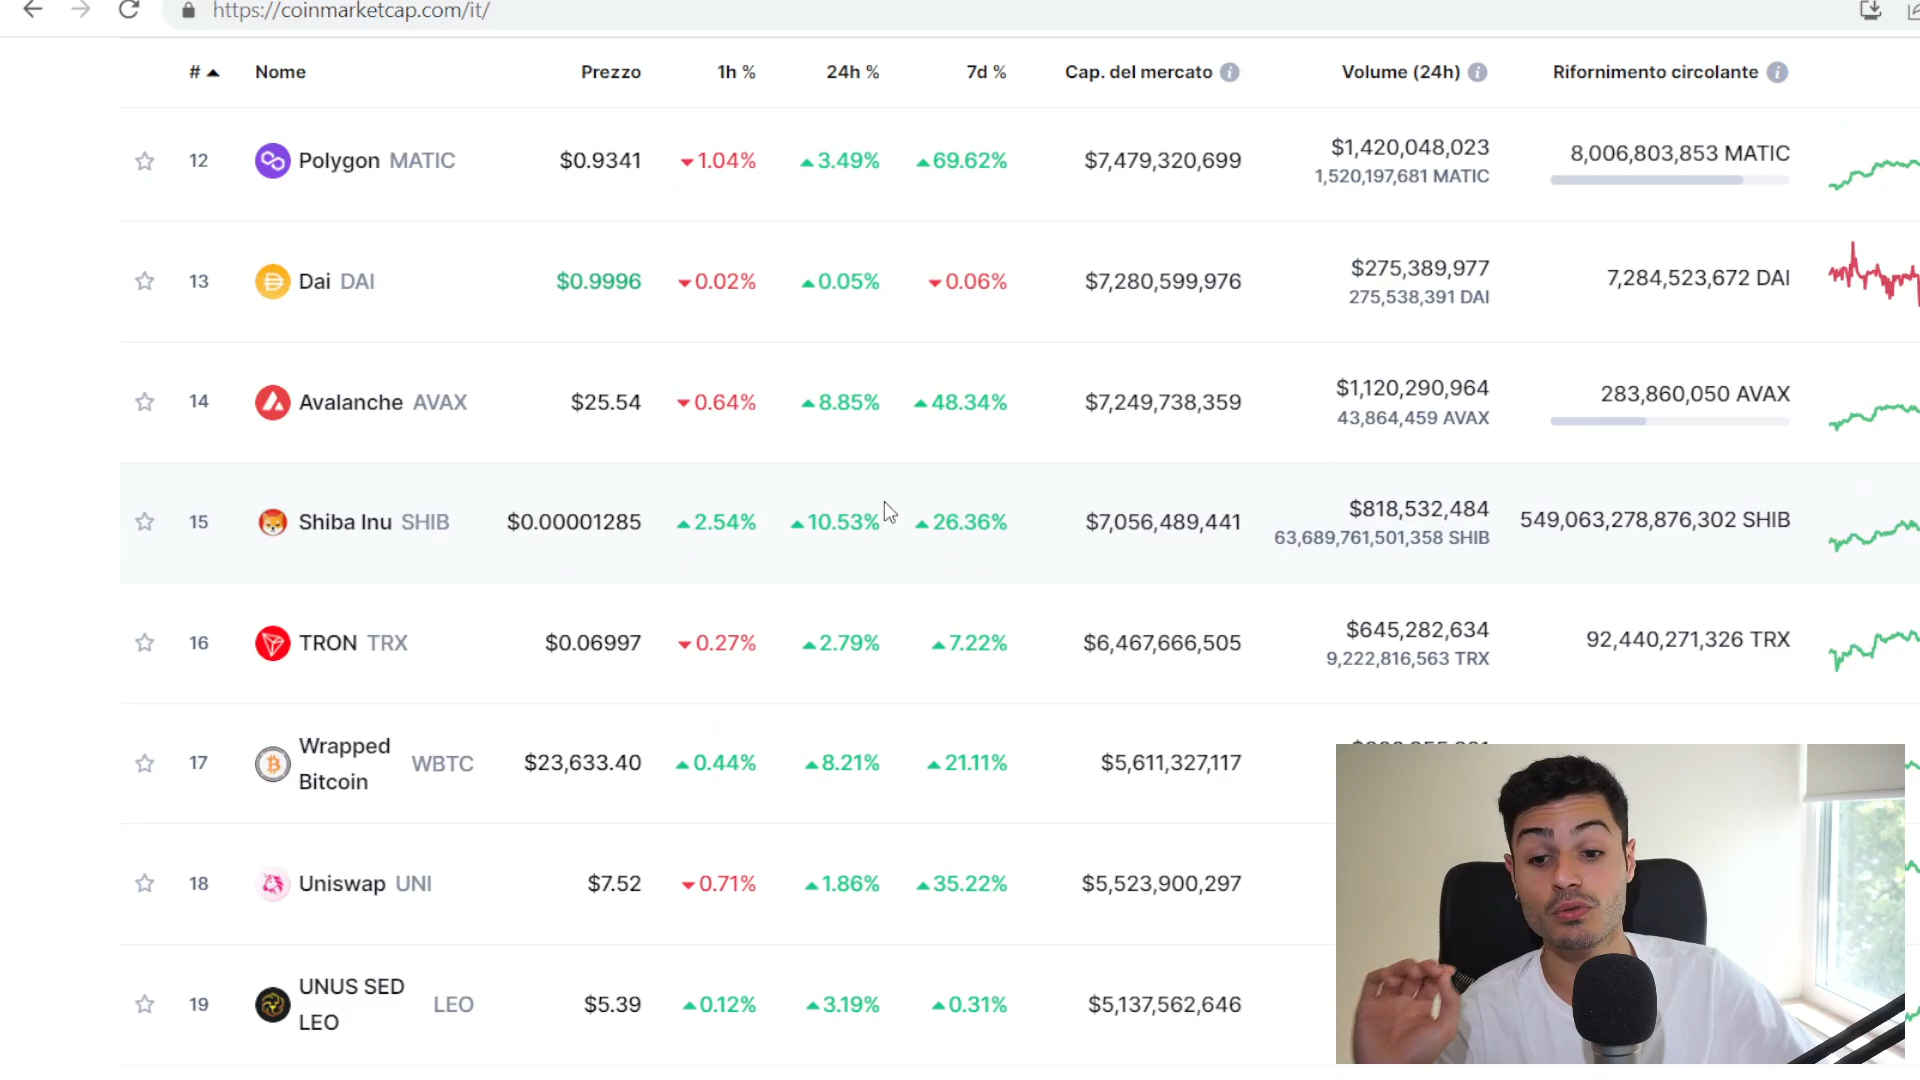 https://coinmarketcap.com/it/
# Nome Prezzo 1h % 24h % 7d % Cap. del mercato Volume (24h) Rifornimento circolante
12 Polygon MATIC $0.9341 1.04% 3.49% 69.62% $7,479,320,699 $1,420,048,023 8,006,803,853 MATIC
1,520,197,681 MATIC
13 Dai DAI $0.9996 0.02% 0.05% 0.06% $7,280,599,976 $275,389,977 7,284,523,672 DAI
275,538,391 DAI
14 Avalanche AVAX $25.54 0.64% 8.85% 48.34% $7,249,738,359 $1,120,290,964 283,860,050 AVAX
43,864,459 AVAX
15 Shiba Inu SHIB $0.00001285 2.54% 10.53% 26.36% $7,056,489,441 $818,532,484 549,063,278,876,302 SHIB
63,689,761,501,358 SHIB
16 TRON TRX $0.06997 0.27% 2.79% 7.22% $6,467,666,505 $645,282,634 92,440,271,326 TRX
9,222,816,563 TRX
17 Wrapped Bitcoin WBTC $23,633.40 0.44% 8.21% 21.11% $5,611,327,117
18 Uniswap UNI $7.52 0.71% 1.86% 35.22% $5,523,900,297
19 UNUS SED LEO LEO $5.39 0.12% 3.19% 0.31% $5,137,562,646